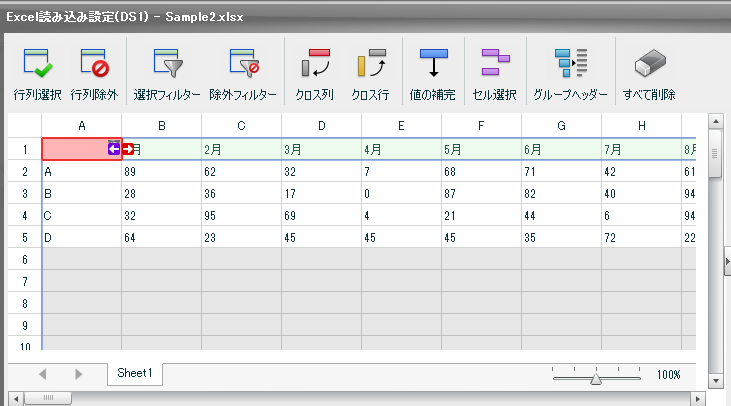 Excel読み込み設定(DS1) - Sample2.xlsx
行列選択 行列除外 選択フィルター 除外フィルター クロス列 クロス行 値の補完 セル選択 グループヘッダー すべて削除
A B C D E F G H
1 月 2月 3月 4月 5月 6月 7月 8月
2 A 89 62 32 7 68 71 42 61
3 B 28 36 17 0 87 82 40 94
4 C 32 95 69 4 21 44 6 94
5 D 64 23 45 45 45 35 72 22
6
7
8
9
10
Sheet1 100%